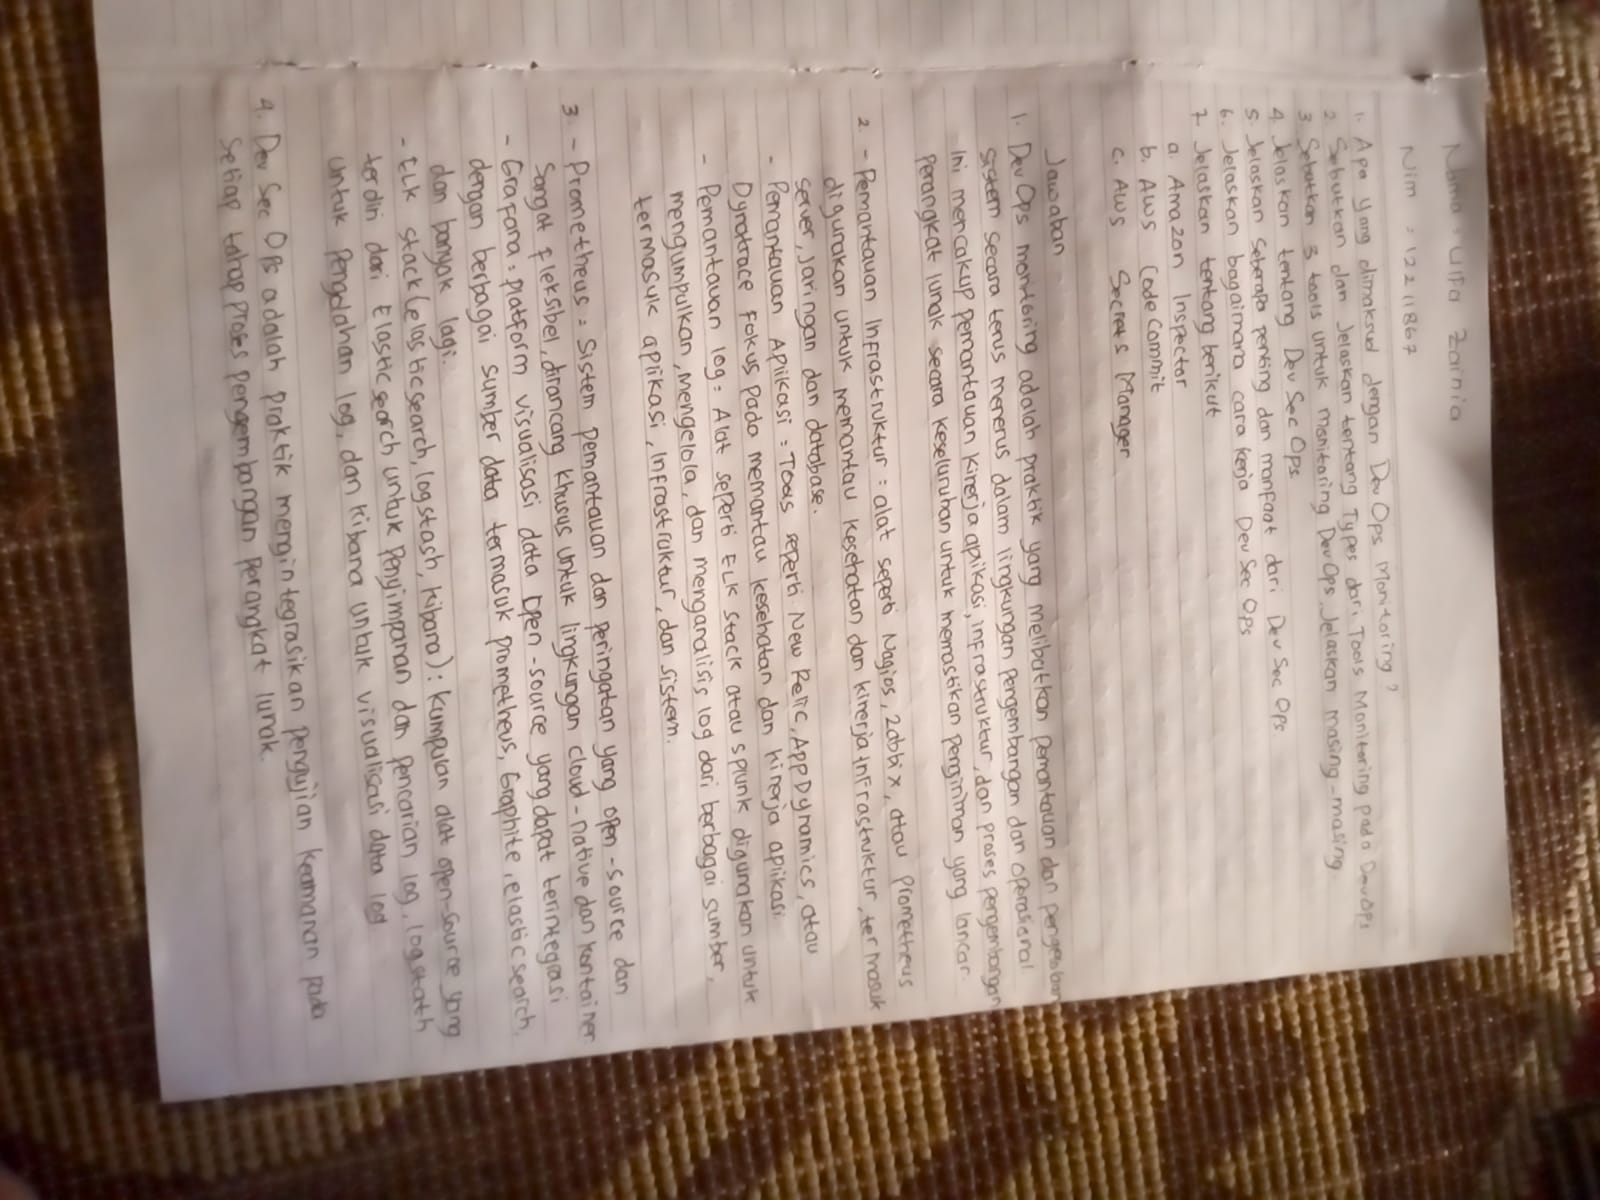 Nama : Ulfa Zainia
Nim : 12211867
1. Apa yang dimaksud dengan DevOps Monitoring?
2. Sebutkan dan Jelaskan tentang Types dari Tools Monitoring pada DevOps
3. Sebutkan 3 tools untuk monitoring DevOps. Jelaskan masing-masing
4. Jelaskan tentang Dev Sec Ops
5. Jelaskan seberapa penting dan manfaat dari Dev Sec Ops
6. Jelaskan bagaimana cara kerja Dev Sec Ops
7. Jelaskan tentang berikut
a. Amazon Inspector
b. AWS Code Commit
c. AWS Secrets Manager
Jawaban
1. DevOps monitoring adalah praktik yang melibatkan pemantauan dan pengelolaan
sistem secara terus menerus dalam lingkungan pengembangan dan operasional.
Ini mencakup pemantauan kinerja aplikasi, infrastruktur, dan proses pengembangan
perangkat lunak secara keseluruhan untuk memastikan pengiriman yang lancar.
2. - Pemantauan Infrastruktur : alat seperti Nagios, Zabbix, atau Prometheus
digunakan untuk memantau kesehatan dan kinerja infrastruktur, termasuk
server, jaringan dan database.
- Pemantauan Aplikasi : Tools seperti New Relic, AppDynamics, atau
Dynatrace fokus pada memantau kesehatan dan kinerja aplikasi.
- Pemantauan log : Alat seperti ELK Stack atau splunk digunakan untuk
mengumpulkan, mengelola, dan menganalisis log dari berbagai sumber,
termasuk aplikasi, infrastruktur, dan sistem.
3. - Prometheus : Sistem pemantauan dan peringatan yang open-source dan
sangat fleksibel, dirancang khusus untuk lingkungan cloud-native dan kontainer
- Grafana : platform visualisasi data open-source yang dapat terintegrasi
dengan berbagai sumber data termasuk prometheus, Graphite, elasticsearch,
dan banyak lagi.
- ELK stack (elasticsearch, logstash, kibana) : kumpulan alat open-source yang
terdiri dari Elasticsearch untuk penyimpanan dan pencarian log, logstath
untuk pengolahan log, dan kibana untuk visualisasi data log
4. Dev Sec Ops adalah praktik mengintegrasikan pengujian keamanan pada
setiap tahap proses pengembangan perangkat lunak.